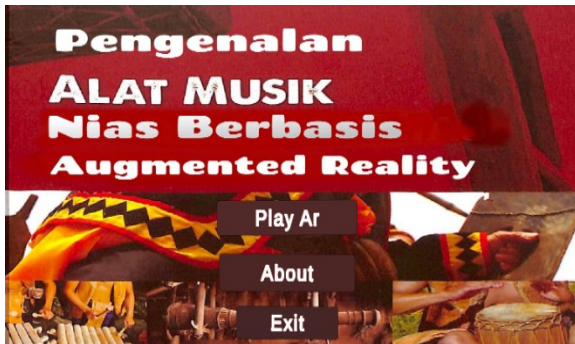 Pengenalan
ALAT MUSIK
Nias Berbasis
Augmented Reality
Play Ar
About
Exit